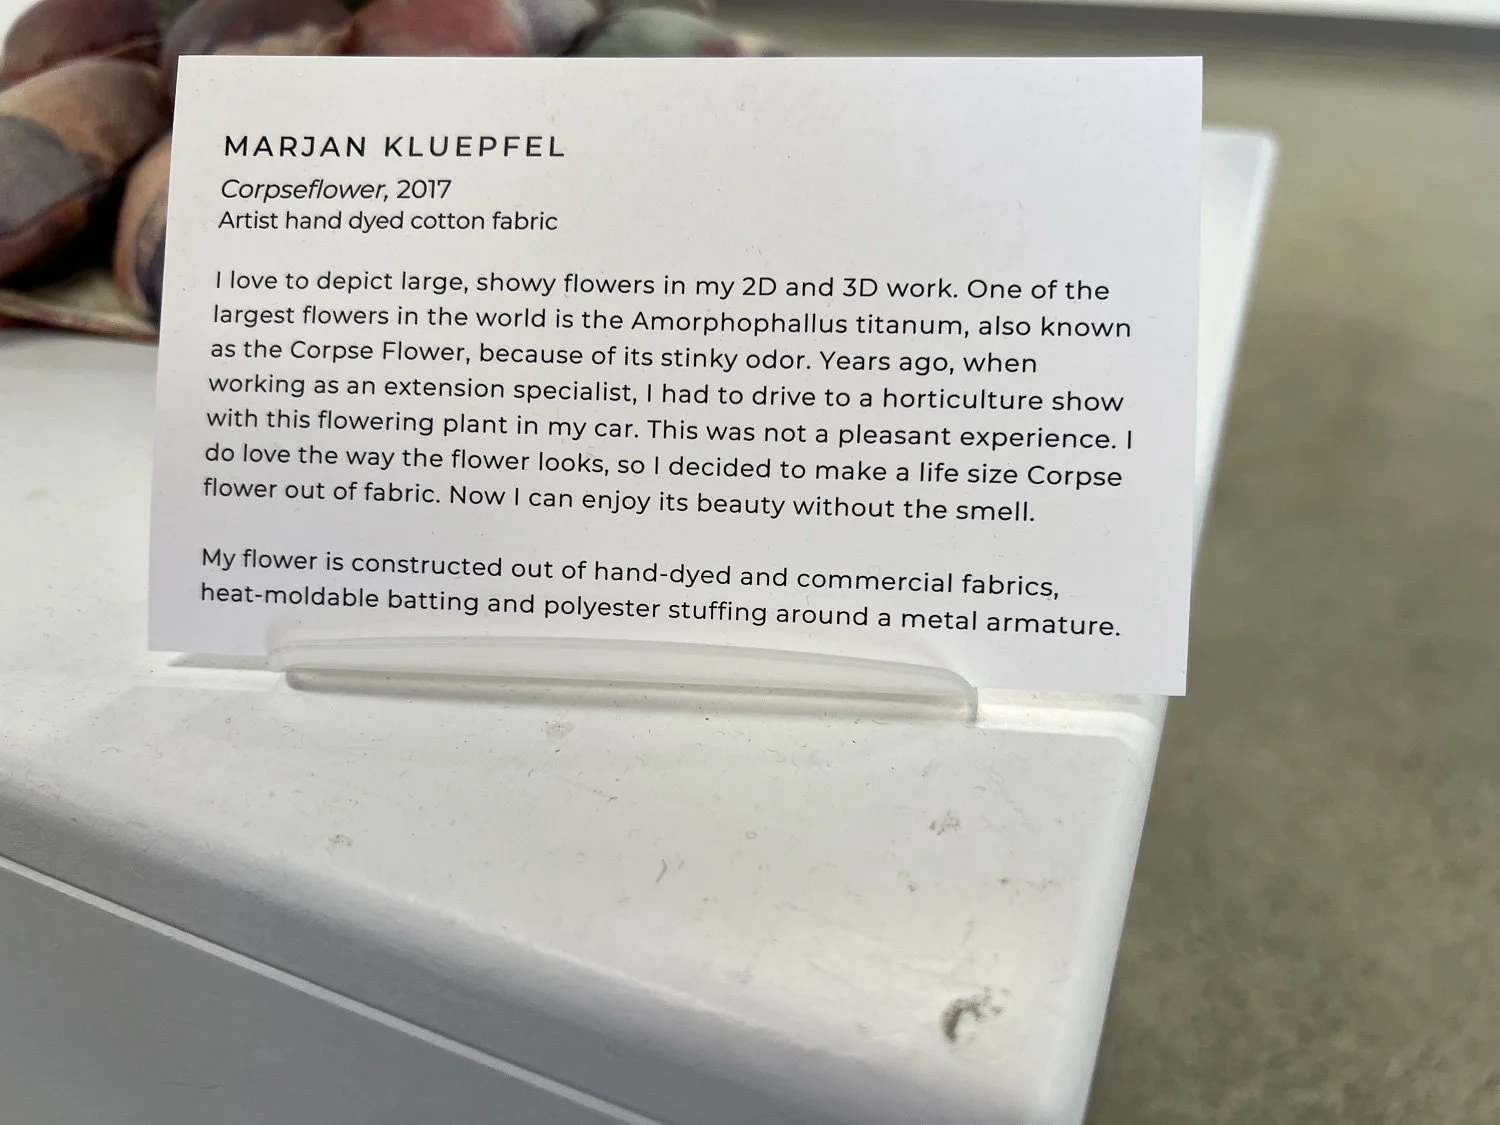 MARJAN KLUEPFEL
Corpseflower, 2017
Artist hand dyed cotton fabric
I love to depict large, showy flowers in my 2D and 3D work. One of the
largest flowers in the world is the Amorphophallus titanum, also known
as the Corpse Flower, because of its stinky odor. Years ago, when
working as an extension specialist, I had to drive to a horticulture show
with this flowering plant in my car. This was not a pleasant experience. I
do love the way the flower looks, so I decided to make a life size Corpse
flower out of fabric. Now I can enjoy its beauty without the smell.
My flower is constructed out of hand-dyed and commercial fabrics,
heat-moldable batting and polyester stuffing around a metal armature.